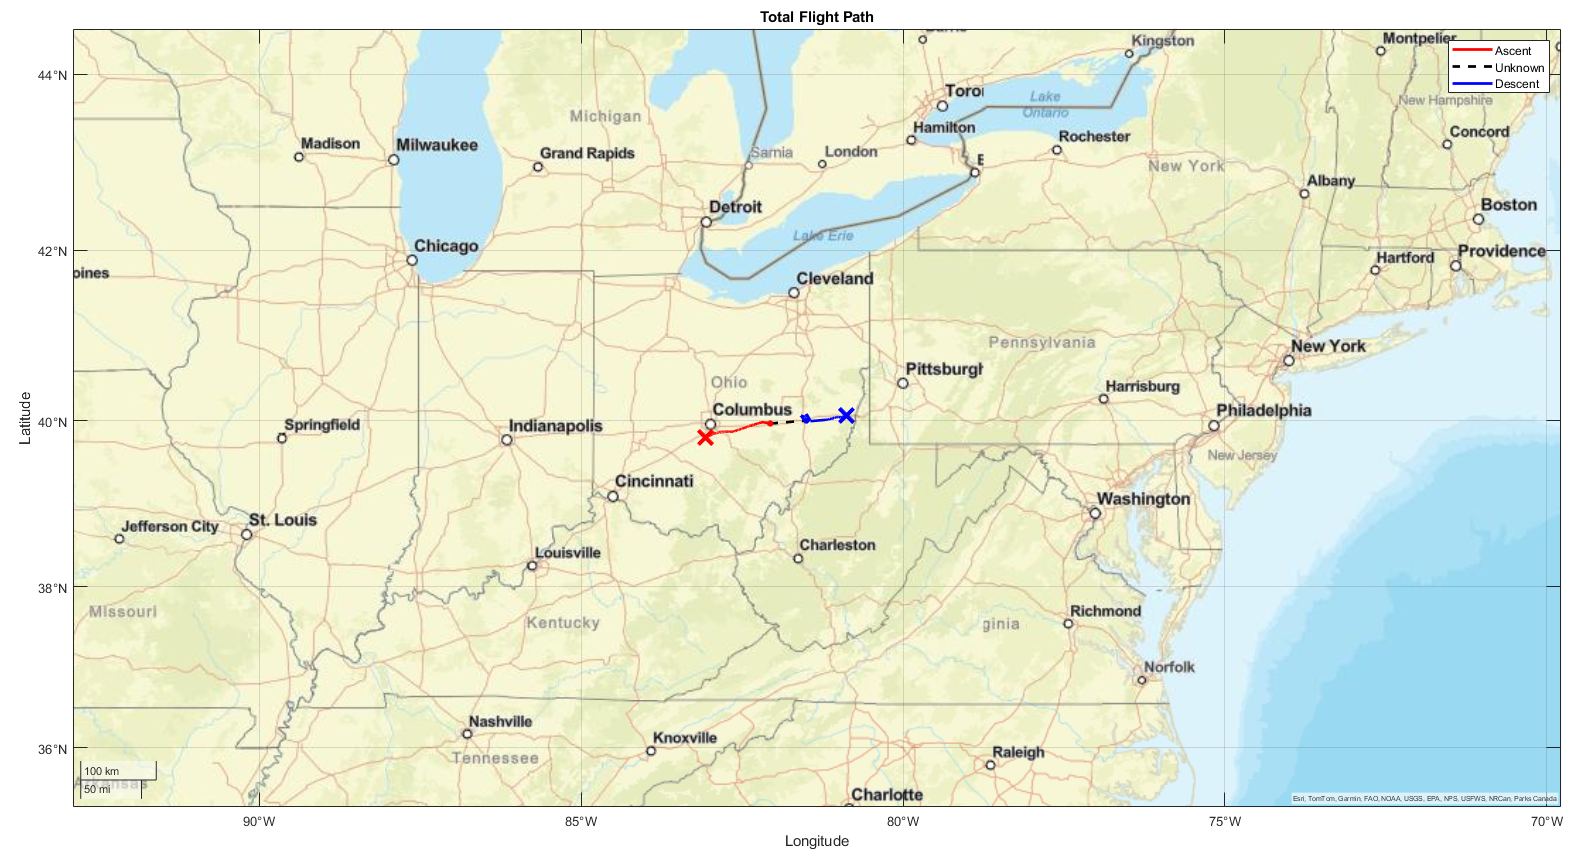 Total Flight Path
Ascent
Unknown
Descent
44°N
42°N
40°N
38°N
36°N
Latitude
90°W
85°W
80°W
75°W
70°W
Longitude
Kingston
Montpelier
Toro
Lake
Ontario
New Hampshire
Michigan
Hamilton
Rochester
Concord
Madison
Milwaukee
Grand Rapids
Sarnia
London
E
New York
Albany
Detroit
Boston
Lake Erie
Chicago
Providence
Hartford
oines
Cleveland
Pennsylvania
New York
Ohio
Pittsburgh
Harrisburg
Columbus
Philadelphia
Springfield
Indianapolis
New Jersey
Cincinnati
Washington
St. Louis
Jefferson City
Charleston
Louisville
Missouri
Kentucky
Richmond
ginia
Norfolk
Nashville
Knoxville
Tennessee
Raleigh
Arkansas
Charlotte
100 km
50 mi
Esri, TomTom, Garmin, FAO, NOAA, USGS, EPA, NPS, USFWS, NRCan, Parks Canada